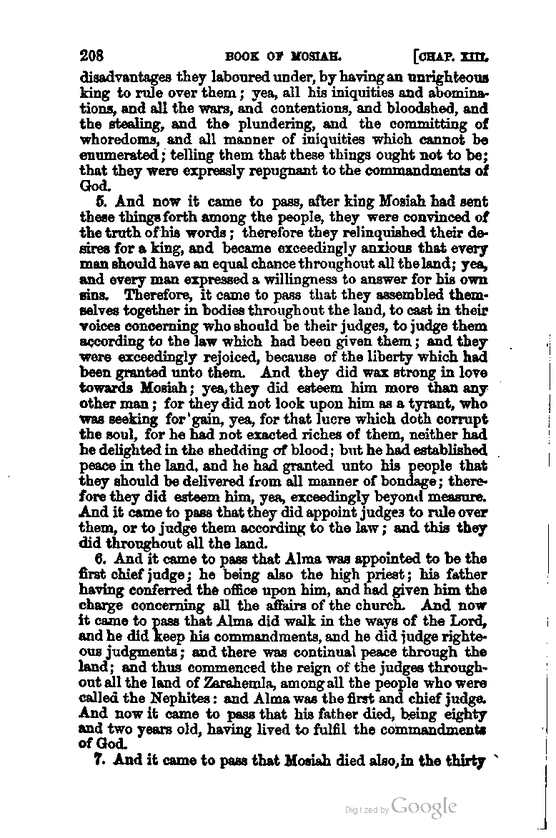 208 BOOK OF MOSIAH. [CHAP. XIII.
disadvantages they laboured under, by having an unrighteous
king to rule over them; yea, all his iniquities and abomina-
tions, and all the wars, and contentions, and bloodshed, and
the stealing, and the plundering, and the committing of
whoredoms, and all manner of iniquities which cannot be
enumerated; telling them that these things ought not to be;
that they were expressly repugnant to the commandments of
God.
5. And now it came to pass, after king Mosiah had sent
these things forth among the people, they were convinced of
the truth of his words; therefore they relinquished their de-
sires for a king, and became exceedingly anxious that every
man should have an equal chance throughout all the land; yea,
and every man expressed a willingness to answer for his own
sins. Therefore, it came to pass that they assembled them-
selves together in bodies throughout the land, to cast in their
voices concerning who should be their judges, to judge them
according to the law which had been given them; and they
were exceedingly rejoiced, because of the liberty which had
been granted unto them. And they did wax strong in love
towards Mosiah; yea, they did esteem him more than any
other man; for they did not look upon him as a tyrant, who
was seeking for gain, yea, for that lucre which doth corrupt
the soul, for he had not exacted riches of them, neither had
he delighted in the shedding of blood; but he had established
peace in the land, and he had granted unto his people that
they should be delivered from all manner of bondage; there-
fore they did esteem him, yea, exceedingly beyond measure.
And it came to pass that they did appoint judges to rule over
them, or to judge them according to the law; and this they
did throughout all the land.
6. And it came to pass that Alma was appointed to be the
first chief judge; he being also the high priest; his father
having conferred the office upon him, and had given him the
charge concerning all the affairs of the church. And now
it came to pass that Alma did walk in the ways of the Lord,
and he did keep his commandments, and he did judge righte-
ous judgments; and there was continual peace through the
land; and thus commenced the reign of the judges through-
out all the land of Zarahemla, among all the people who were
called the Nephites: and Alma was the first and chief judge.
And now it came to pass that his father died, being eighty
and two years old, having lived to fulfil the commandments
of God.
7. And it came to pass that Mosiah died also, in the thirty
Digitized by Google